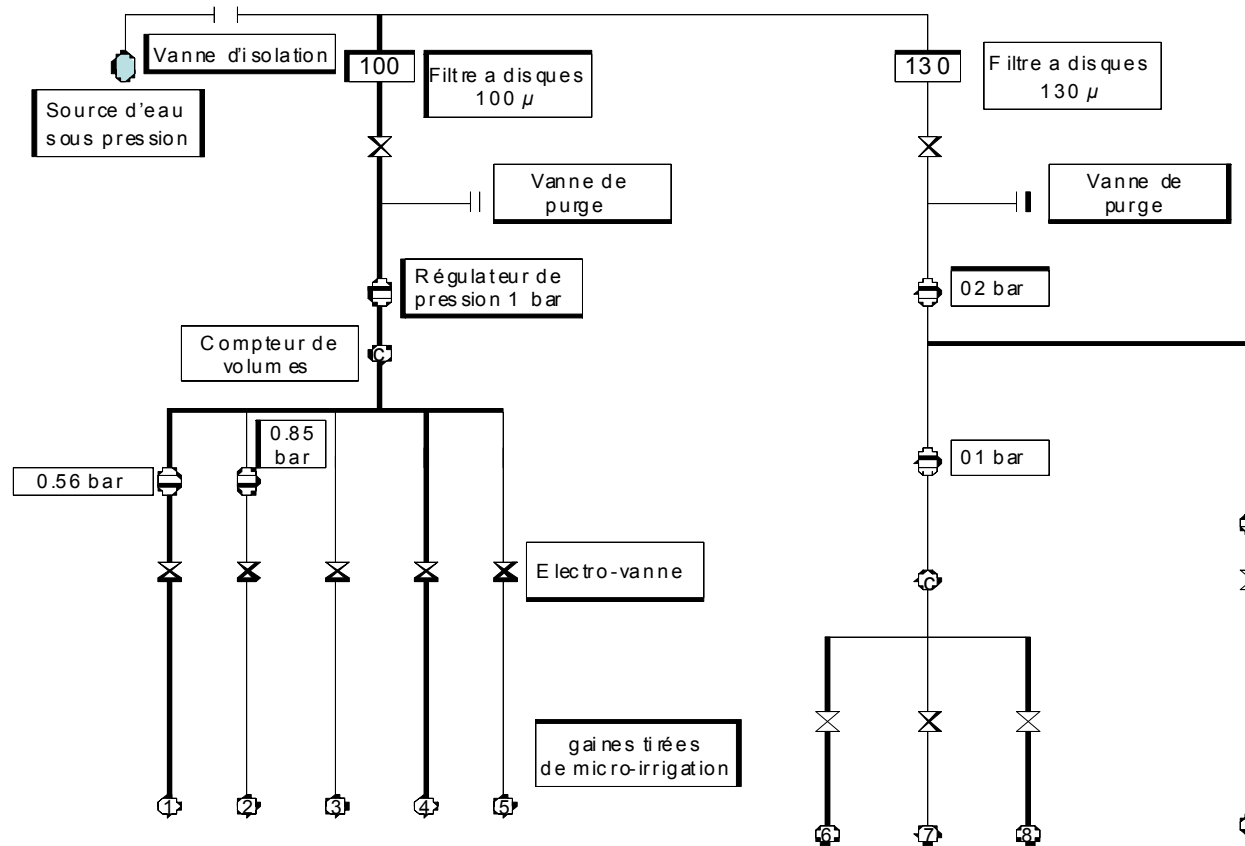 Vanne d'isolation
100
Filtre a disques
100 µ
130
Filtre a disques
130 µ
Source d'eau
sous pression
Vanne de
purge
Vanne de
purge
Régulateur de
pression 1 bar
02 bar
Compteur de
volumes
C
0.85
bar
0.56 bar
01 bar
Electro-vanne
C
gaines tirées
de micro-irrigation
1 2 3 4 5
6 7 8